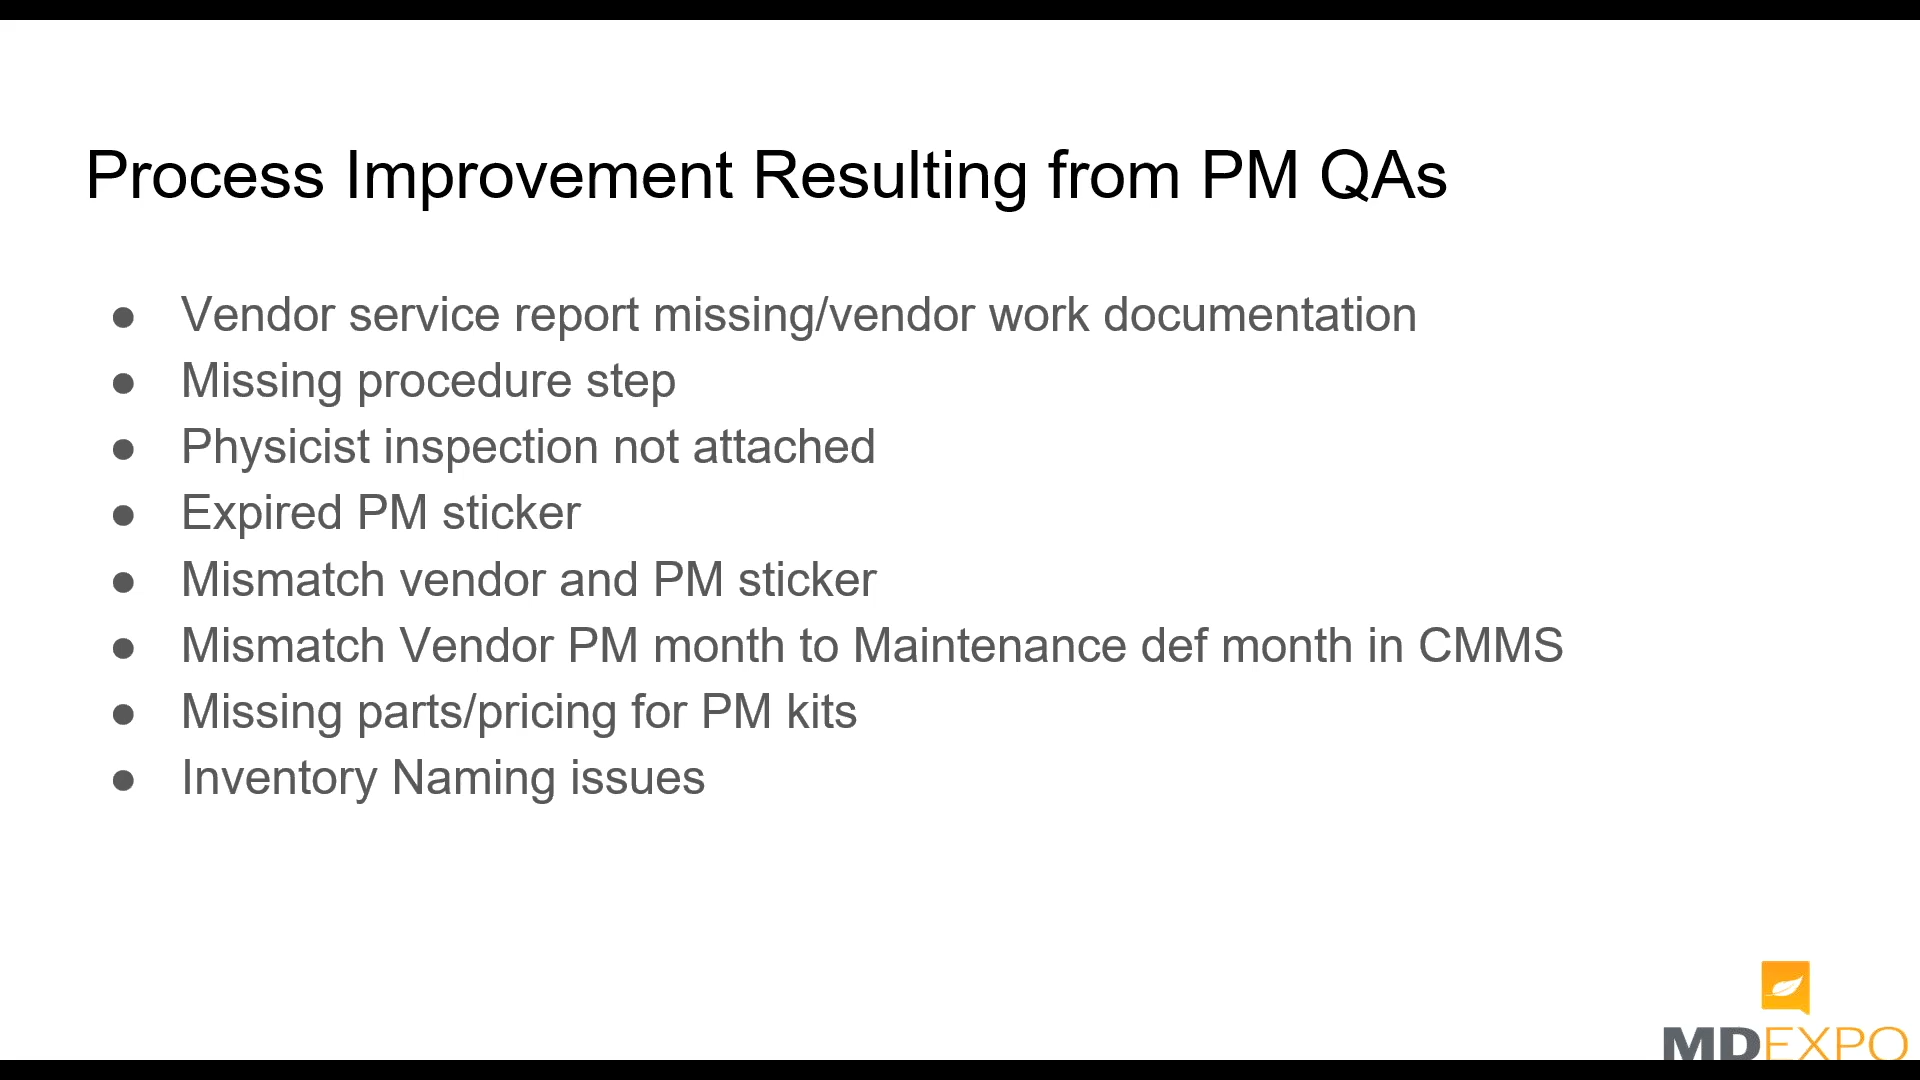 Process Improvement Resulting from PM QAs
● Vendor service report missing/vendor work documentation
● Missing procedure step
● Physicist inspection not attached
● Expired PM sticker
● Mismatch vendor and PM sticker
● Mismatch Vendor PM month to Maintenance def month in CMMS
● Missing parts/pricing for PM kits
● Inventory Naming issues
MDEXPO